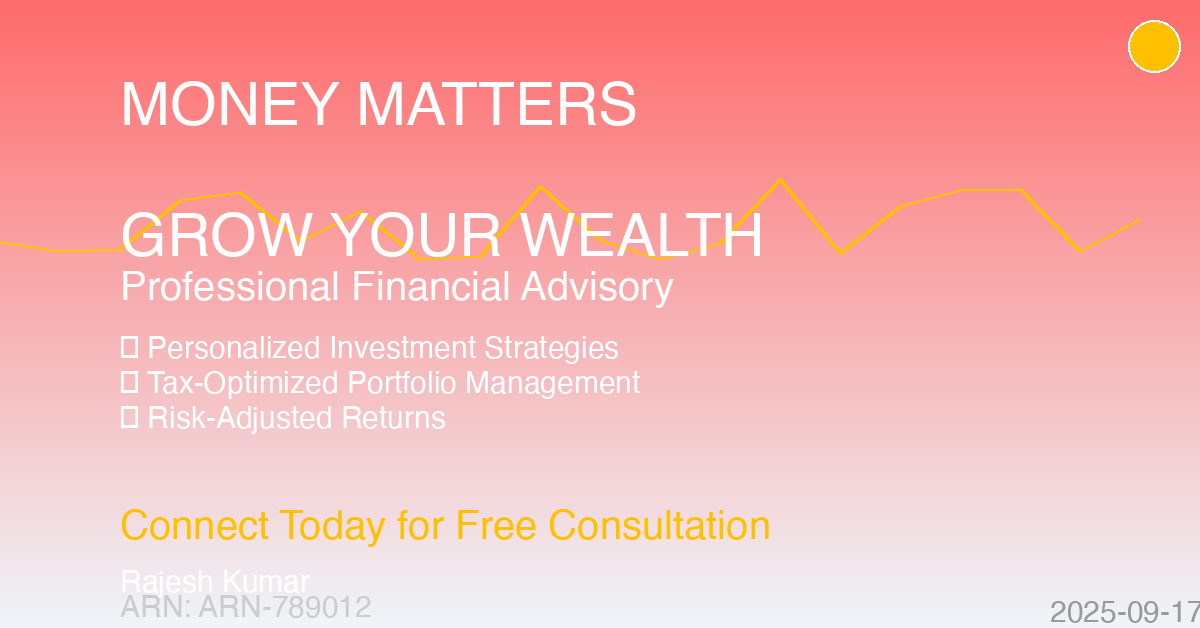 MONEY MATTERS
GROW YOUR WEALTH
Professional Financial Advisory
□ Personalized Investment Strategies
□ Tax-Optimized Portfolio Management
□ Risk-Adjusted Returns
Connect Today for Free Consultation
Rajesh Kumar
ARN: ARN-789012
2025-09-17